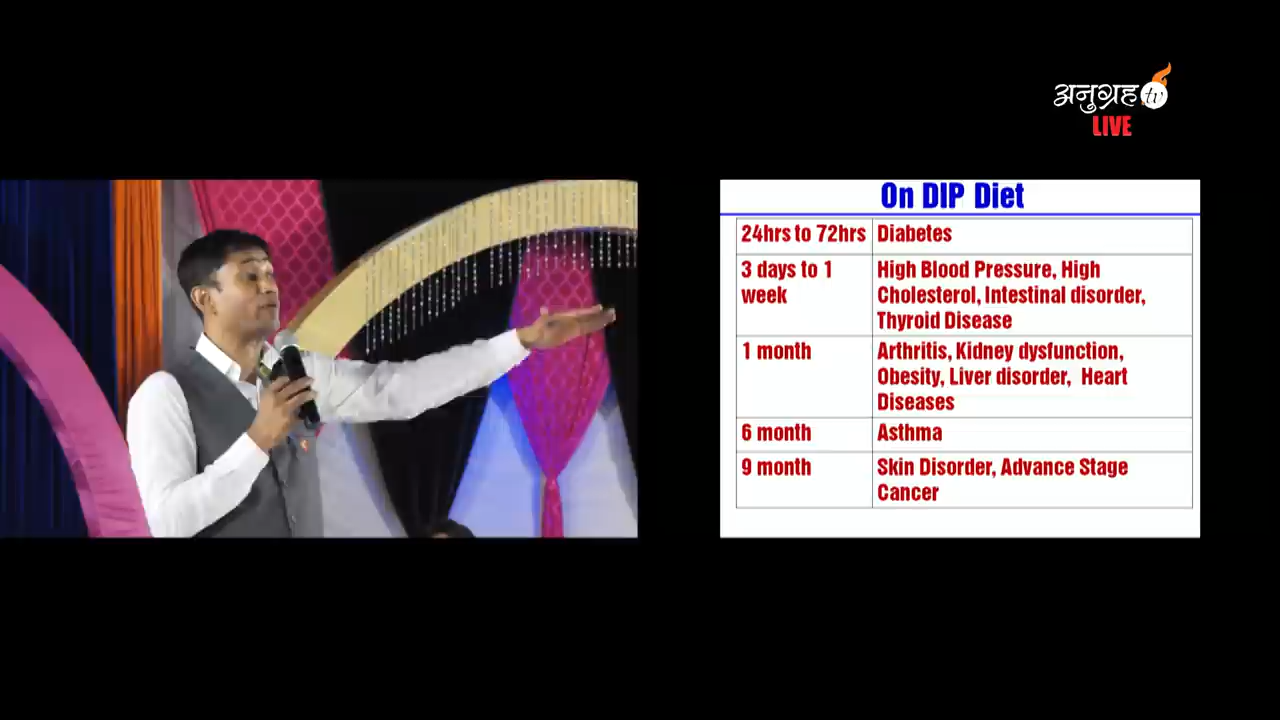 अनुग्रह tv
LIVE
On DIP Diet
24hrs to 72hrs Diabetes
3 days to 1 week
High Blood Pressure, High
Cholesterol, Intestinal disorder,
Thyroid Disease
1 month
Arthritis, Kidney dysfunction,
Obesity, Liver disorder, Heart
Diseases
6 month Asthma
9 month
Skin Disorder, Advance Stage
Cancer